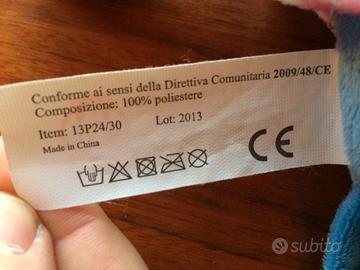 Conforme ai sensi della Direttiva Comunitaria 2009/48/CE
Composizione: 100% poliestere
Item: 13P24/30 Lot: 2013
Made in China
CE
subito